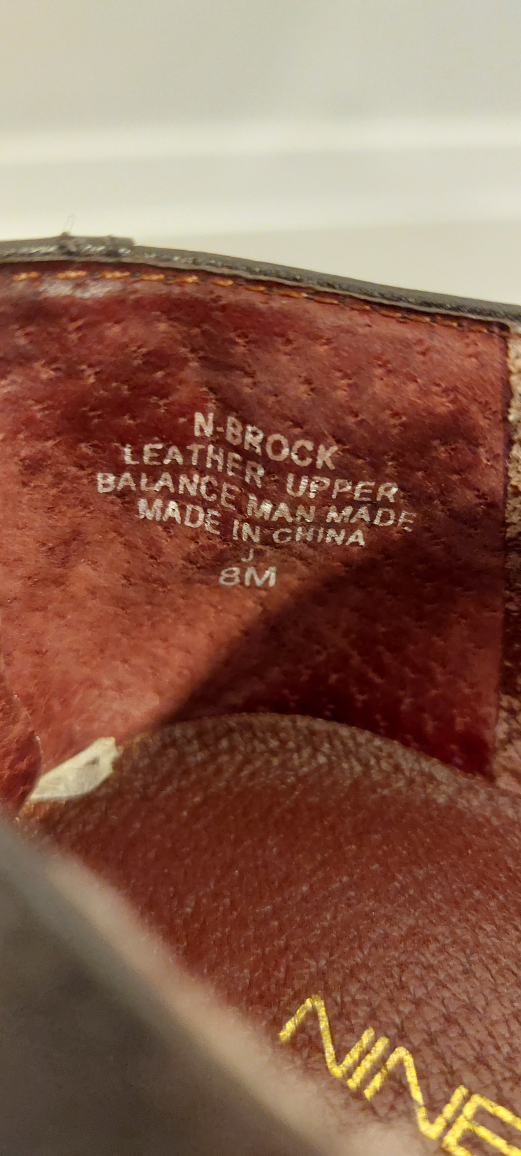 N-BROCK
LEATHER UPPER
BALANCE MAN MADE
MADE IN CHINA
J
8M
NINE